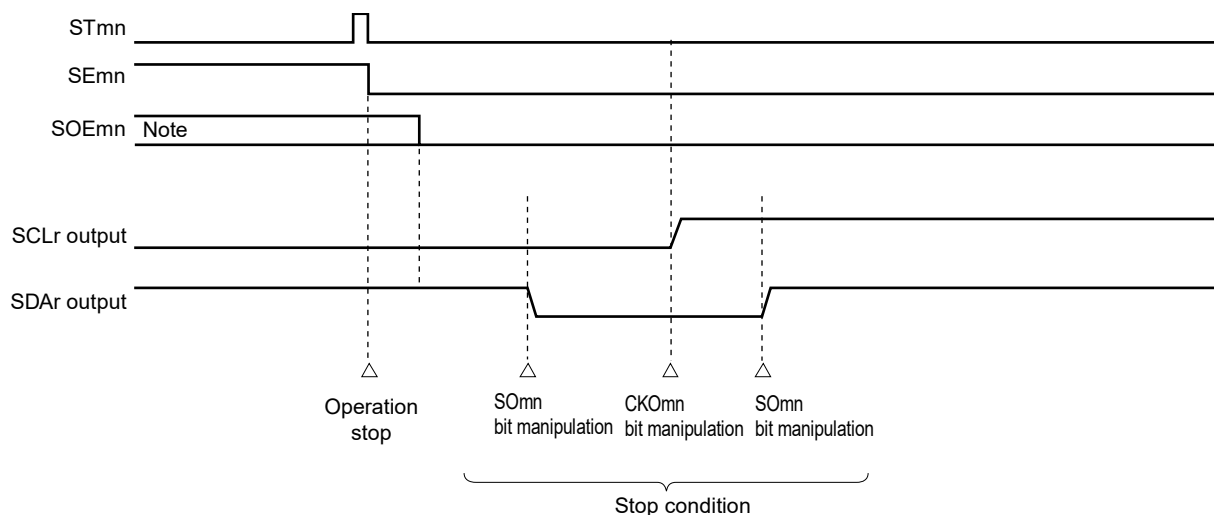 STmn
SEmn
SOEmn Note
SCLr output
SDAr output
Operation
stop
SOmn
bit manipulation
CKOmn
bit manipulation
SOmn
bit manipulation
Stop condition